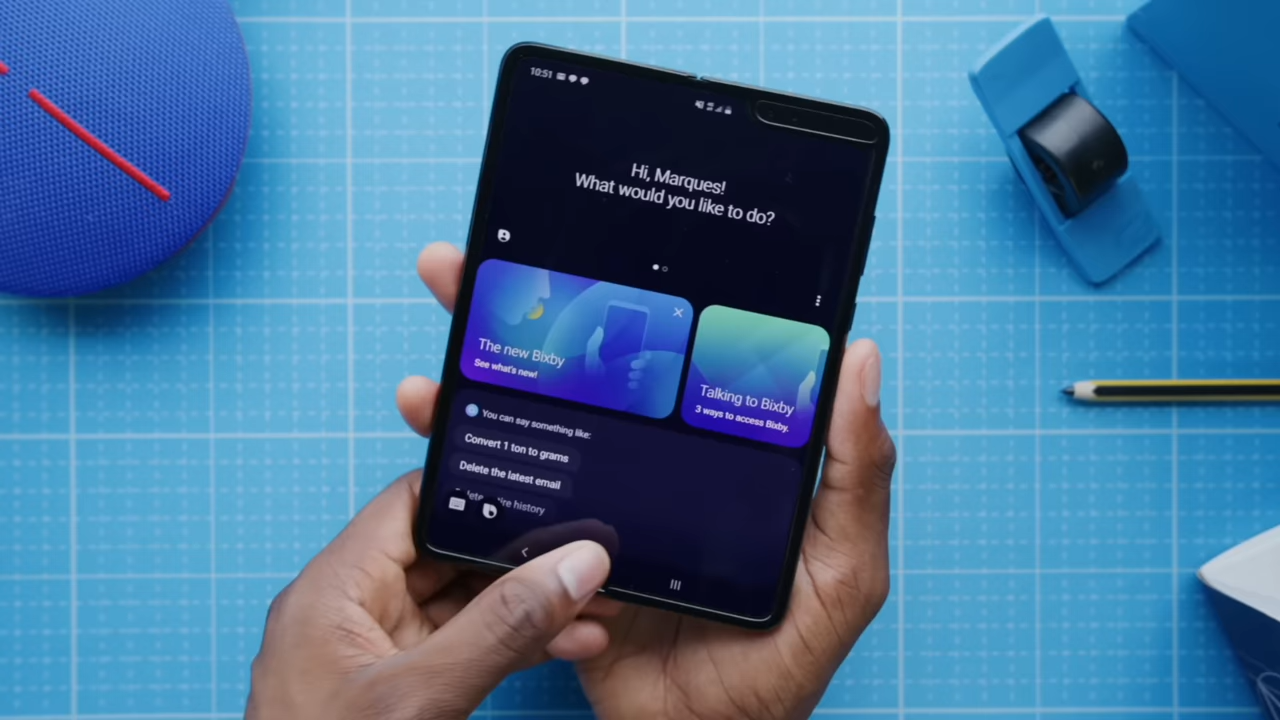 10:51
Hi, Marques!
What would you like to do?
The new Bixby
See what's new!
Talking to Bixby
3 ways to access Bixby.
You can say something like:
Convert 1 ton to grams
Delete the latest email
history